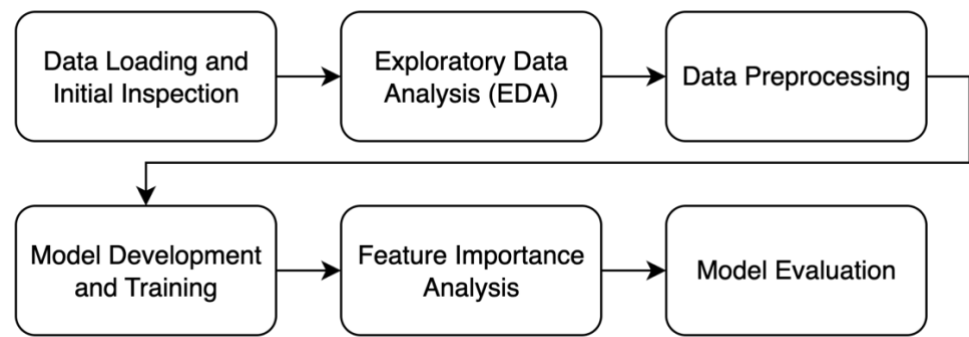 Data Loading and
Initial Inspection
Exploratory Data
Analysis (EDA)
Data Preprocessing
Model Development
and Training
Feature Importance
Analysis
Model Evaluation